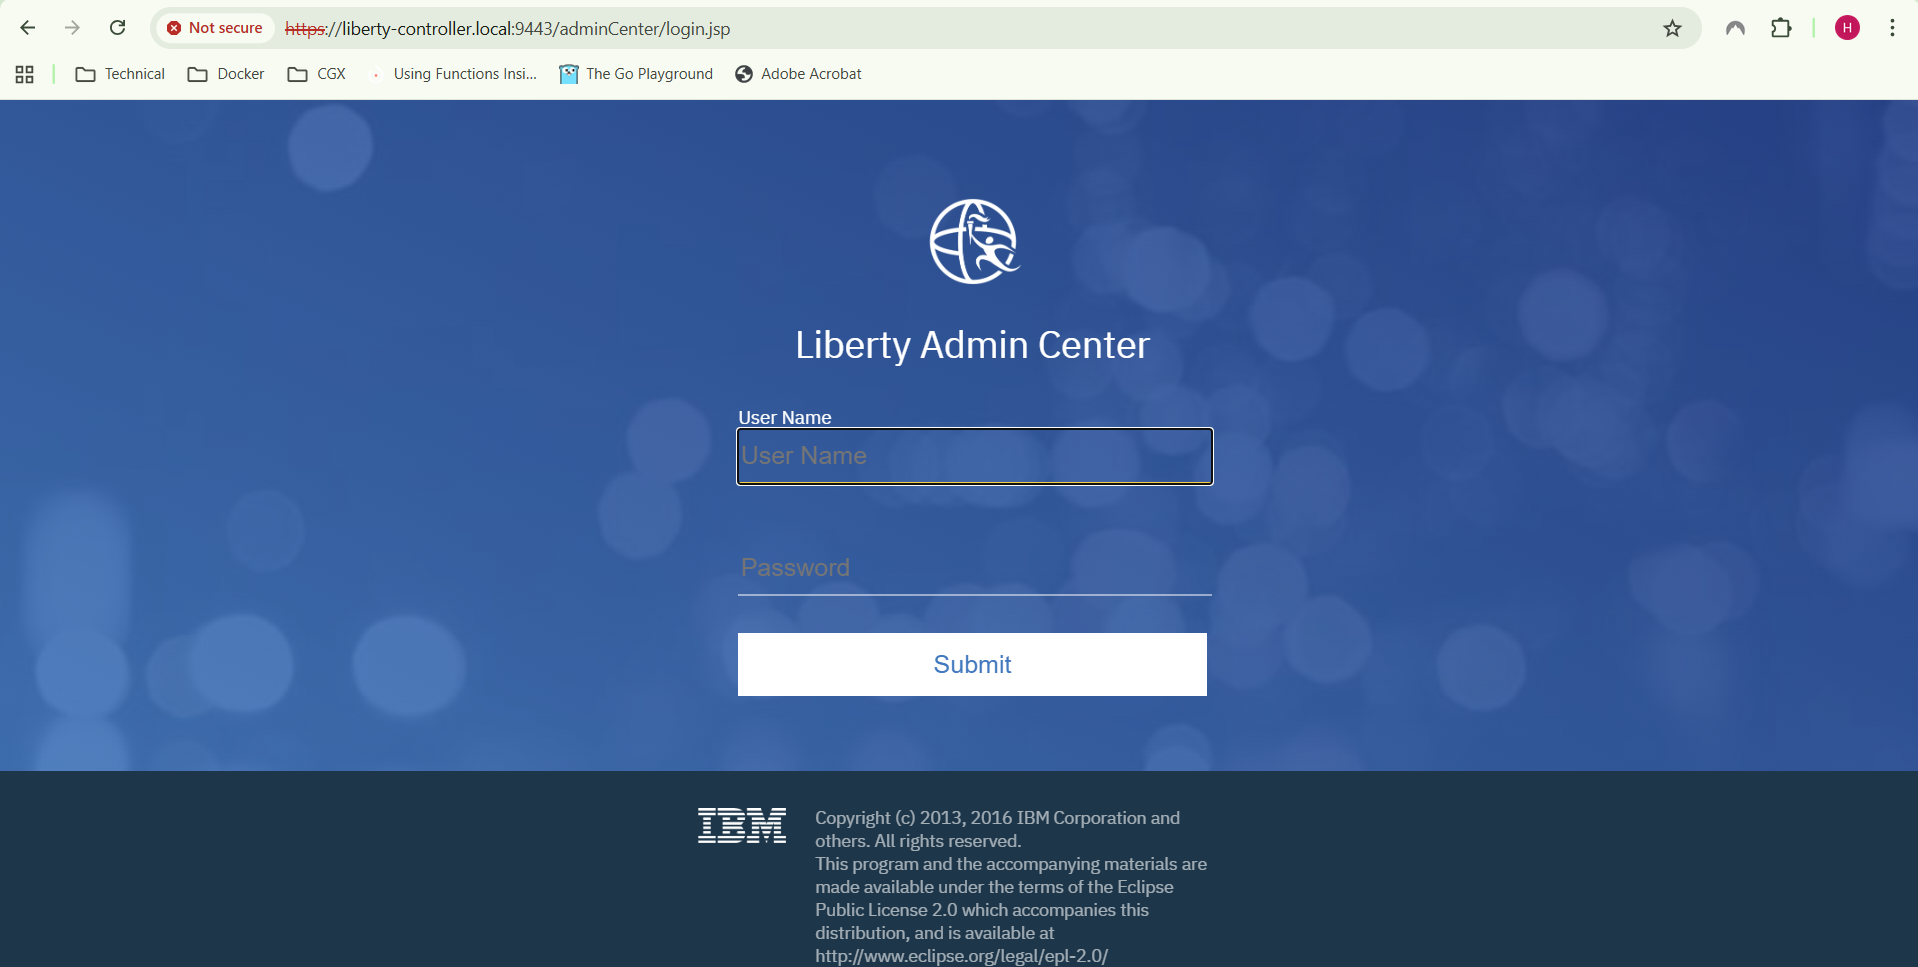 Not secure https://liberty-controller.local:9443/adminCenter/login.jsp H
Technical Docker CGX Using Functions Insi... The Go Playground Adobe Acrobat
Liberty Admin Center
User Name
User Name
Password
Submit
IBM
Copyright (c) 2013, 2016 IBM Corporation and
others. All rights reserved.
This program and the accompanying materials are
made available under the terms of the Eclipse
Public License 2.0 which accompanies this
distribution, and is available at
http://www.eclipse.org/legal/epl-2.0/